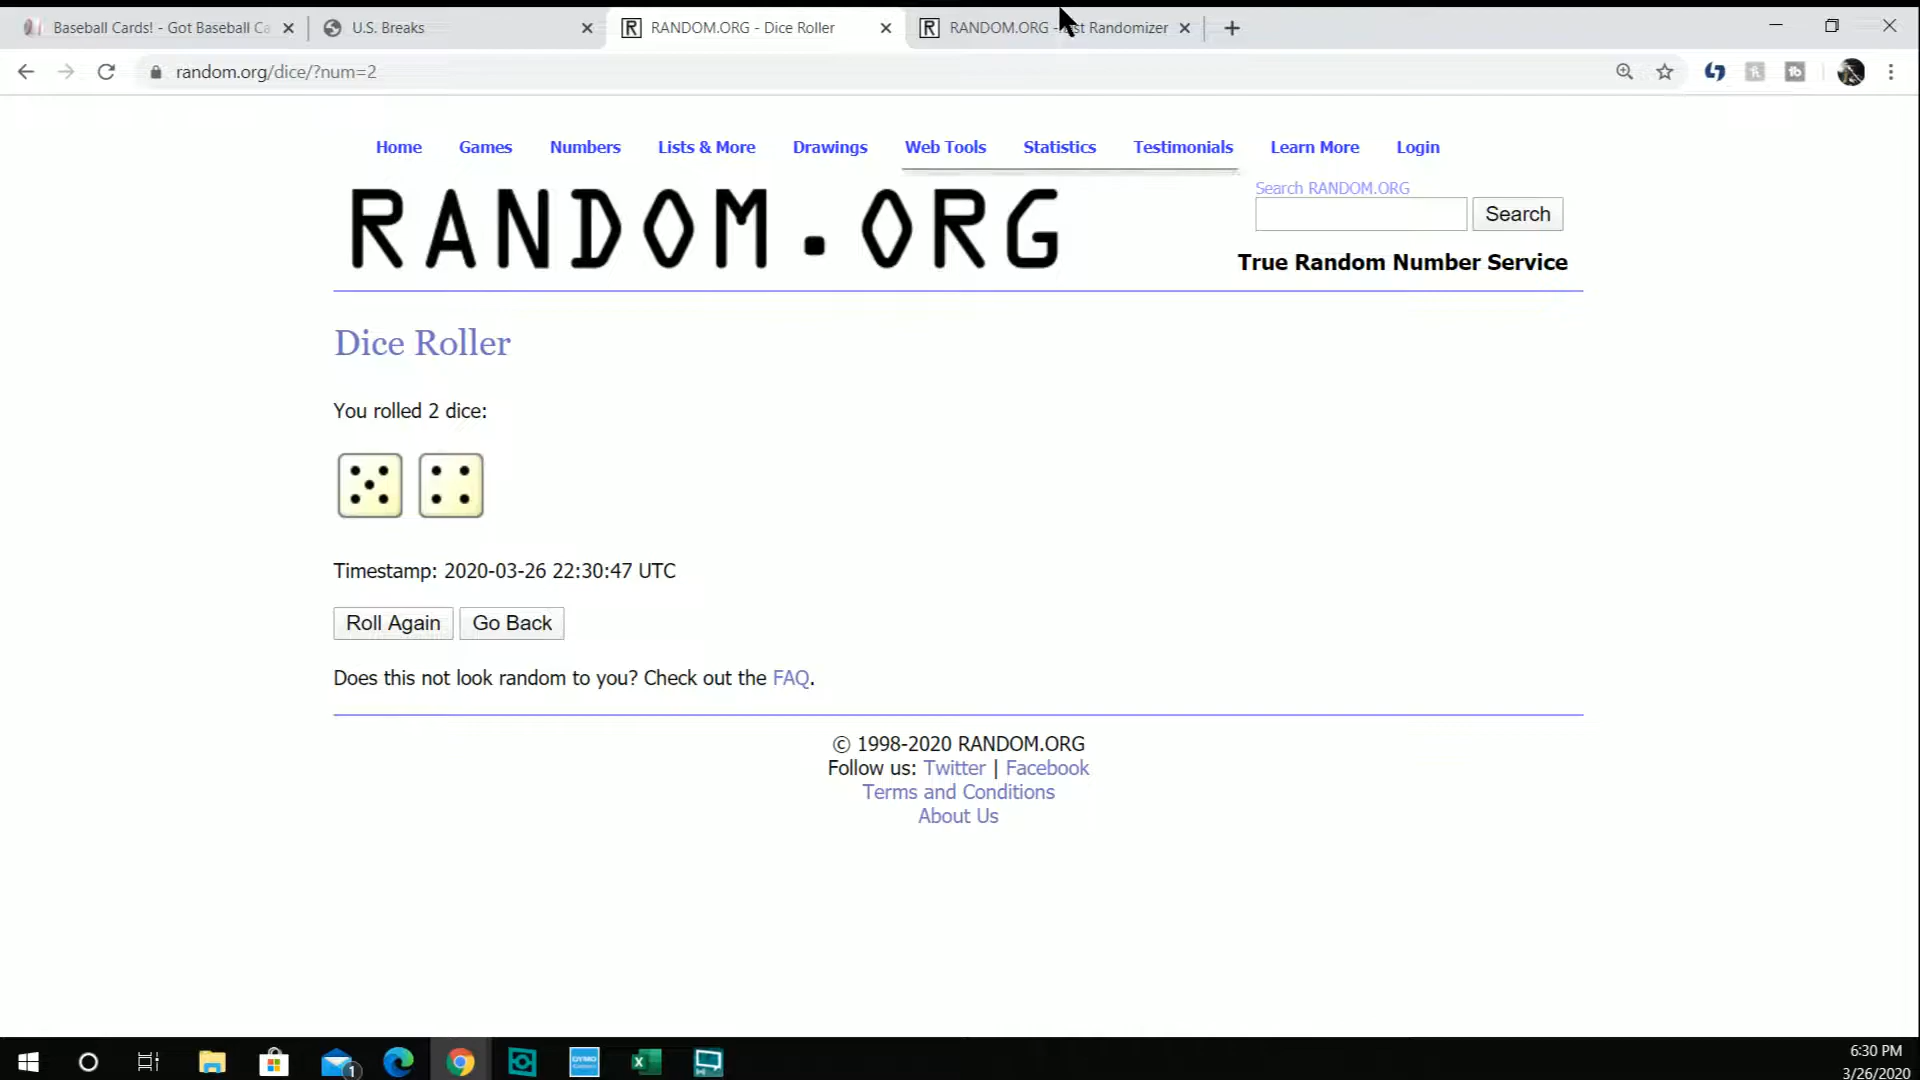 Baseball Cards! - Got Baseball Ca
U.S. Breaks
RANDOM.ORG - Dice Roller
RANDOM.ORG - Randomizer
random.org/dice/?num=2
Home Games Numbers Lists & More Drawings Web Tools Statistics Testimonials Learn More Login
RANDOM.ORG
Search RANDOM.ORG
Search
True Random Number Service
Dice Roller
You rolled 2 dice:
Timestamp: 2020-03-26 22:30:47 UTC
Roll Again Go Back
Does this not look random to you? Check out the FAQ.
© 1998-2020 RANDOM.ORG
Follow us: Twitter | Facebook
Terms and Conditions
About Us
DYMO
1
6:30 PM
3/26/2020